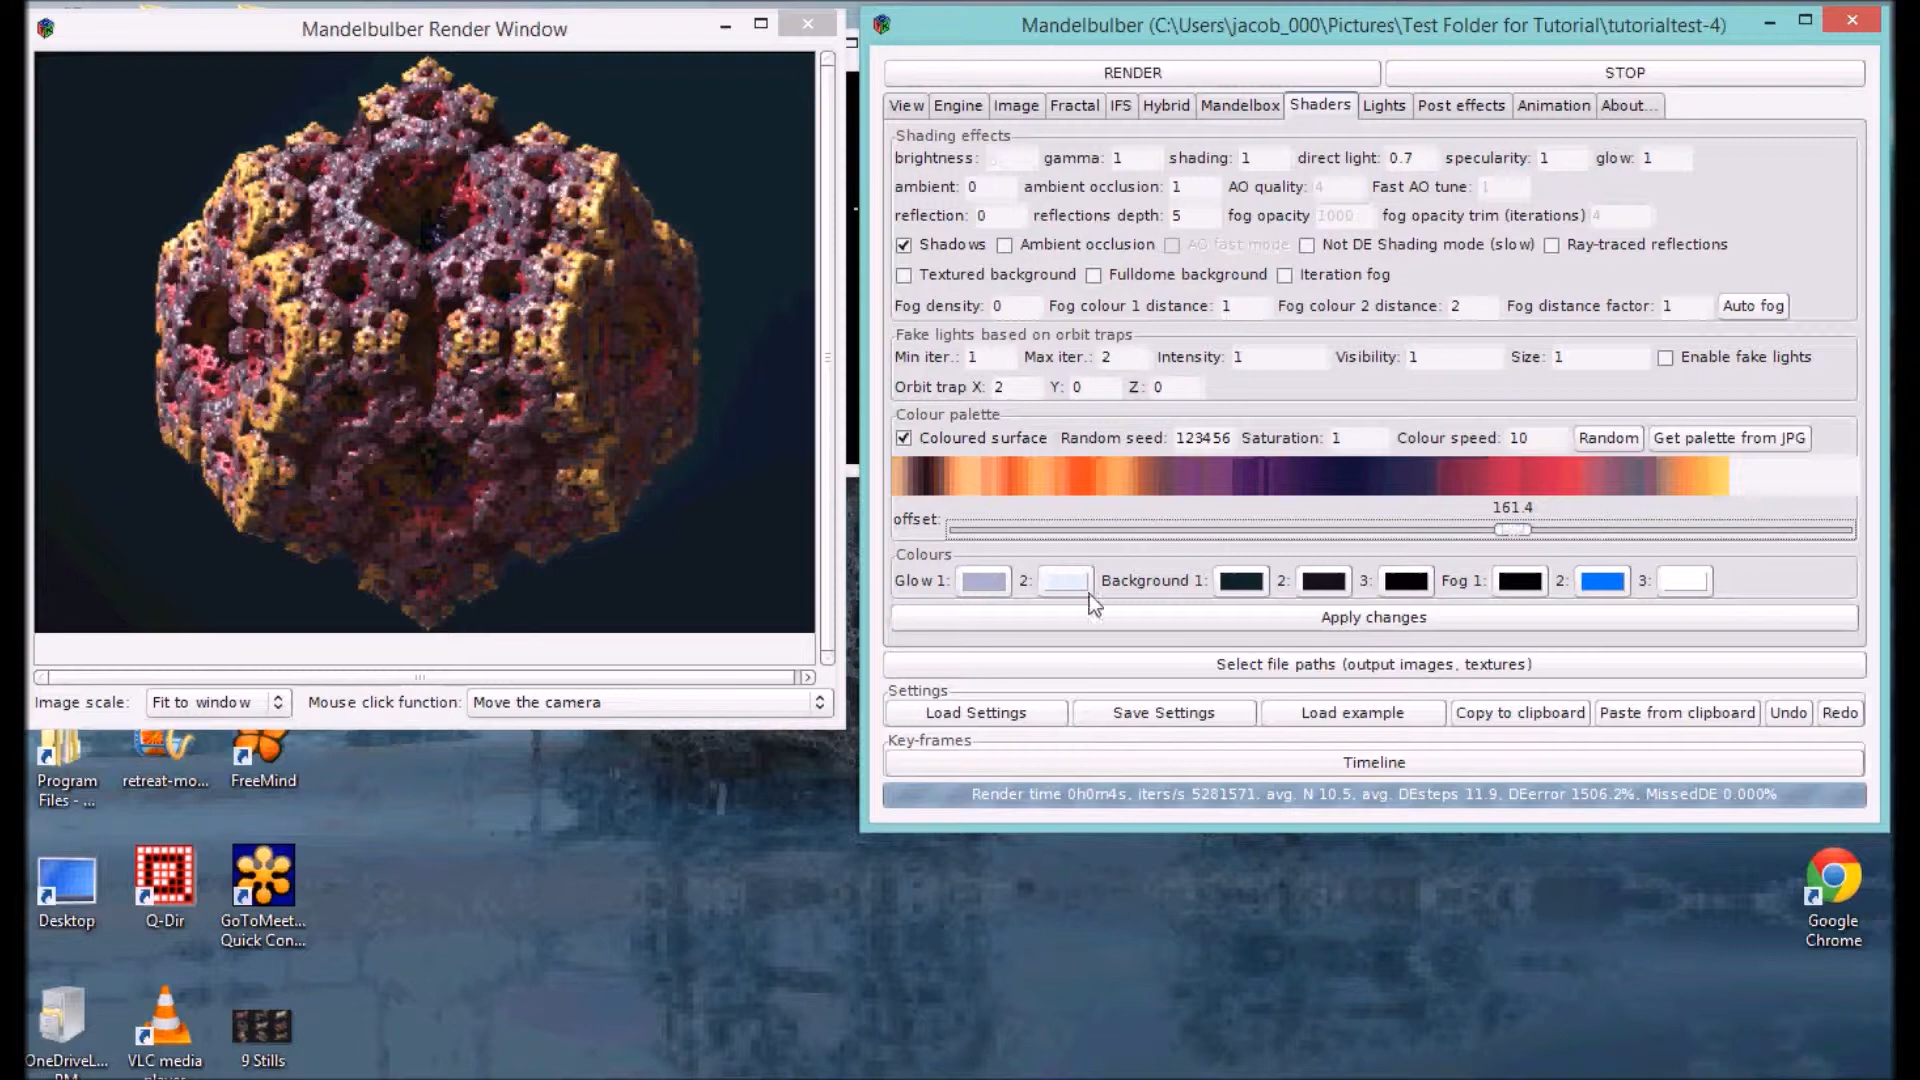 Mandelbulber Render Window
Mandelbulber (C:\Users\jacob_000\Pictures\Test Folder for Tutorial\tutorialtest-4)
RENDER STOP
View Engine Image Fractal IFS Hybrid Mandelbox Shaders Lights Post effects Animation About...
Shading effects
brightness: gamma: 1 shading: 1 direct light: 0.7 specularity: 1 glow: 1
ambient: 0 ambient occlusion: 1 AO quality: 4 Fast AO tune: 1
reflection: 0 reflections depth: 5 fog opacity 1000 fog opacity trim (iterations) 4
Shadows Ambient occlusion AO fast mode Not DE Shading mode (slow) Ray-traced reflections
Textured background Fulldome background Iteration fog
Fog density: 0 Fog colour 1 distance: 1 Fog colour 2 distance: 2 Fog distance factor: 1 Auto fog
Fake lights based on orbit traps
Min iter.: 1 Max iter.: 2 Intensity: 1 Visibility: 1 Size: 1 Enable fake lights
Orbit trap X: 2 Y: 0 Z: 0
Colour palette
Coloured surface Random seed: 123456 Saturation: 1 Colour speed: 10 Random Get palette from JPG
161.4
offset:
Colours
Glow 1: 2: Background 1: 2: 3: Fog 1: 2: 3:
Apply changes
Select file paths (output images, textures)
Settings
Load Settings Save Settings Load example Copy to clipboard Paste from clipboard Undo Redo
Key-frames
Timeline
Render time 0h0m4s, iters/s 5281571. avg. N 10.5, avg. DEsteps 11.9, DEerror 1506.2%, MissedDE 0.000%
Image scale: Fit to window Mouse click function: Move the camera
Program
Files - ...
retreat-mo...
FreeMind
Desktop
Q-Dir
GoToMeet...
Quick Con...
Google
Chrome
OneDriveL...
VLC media
9 Stills